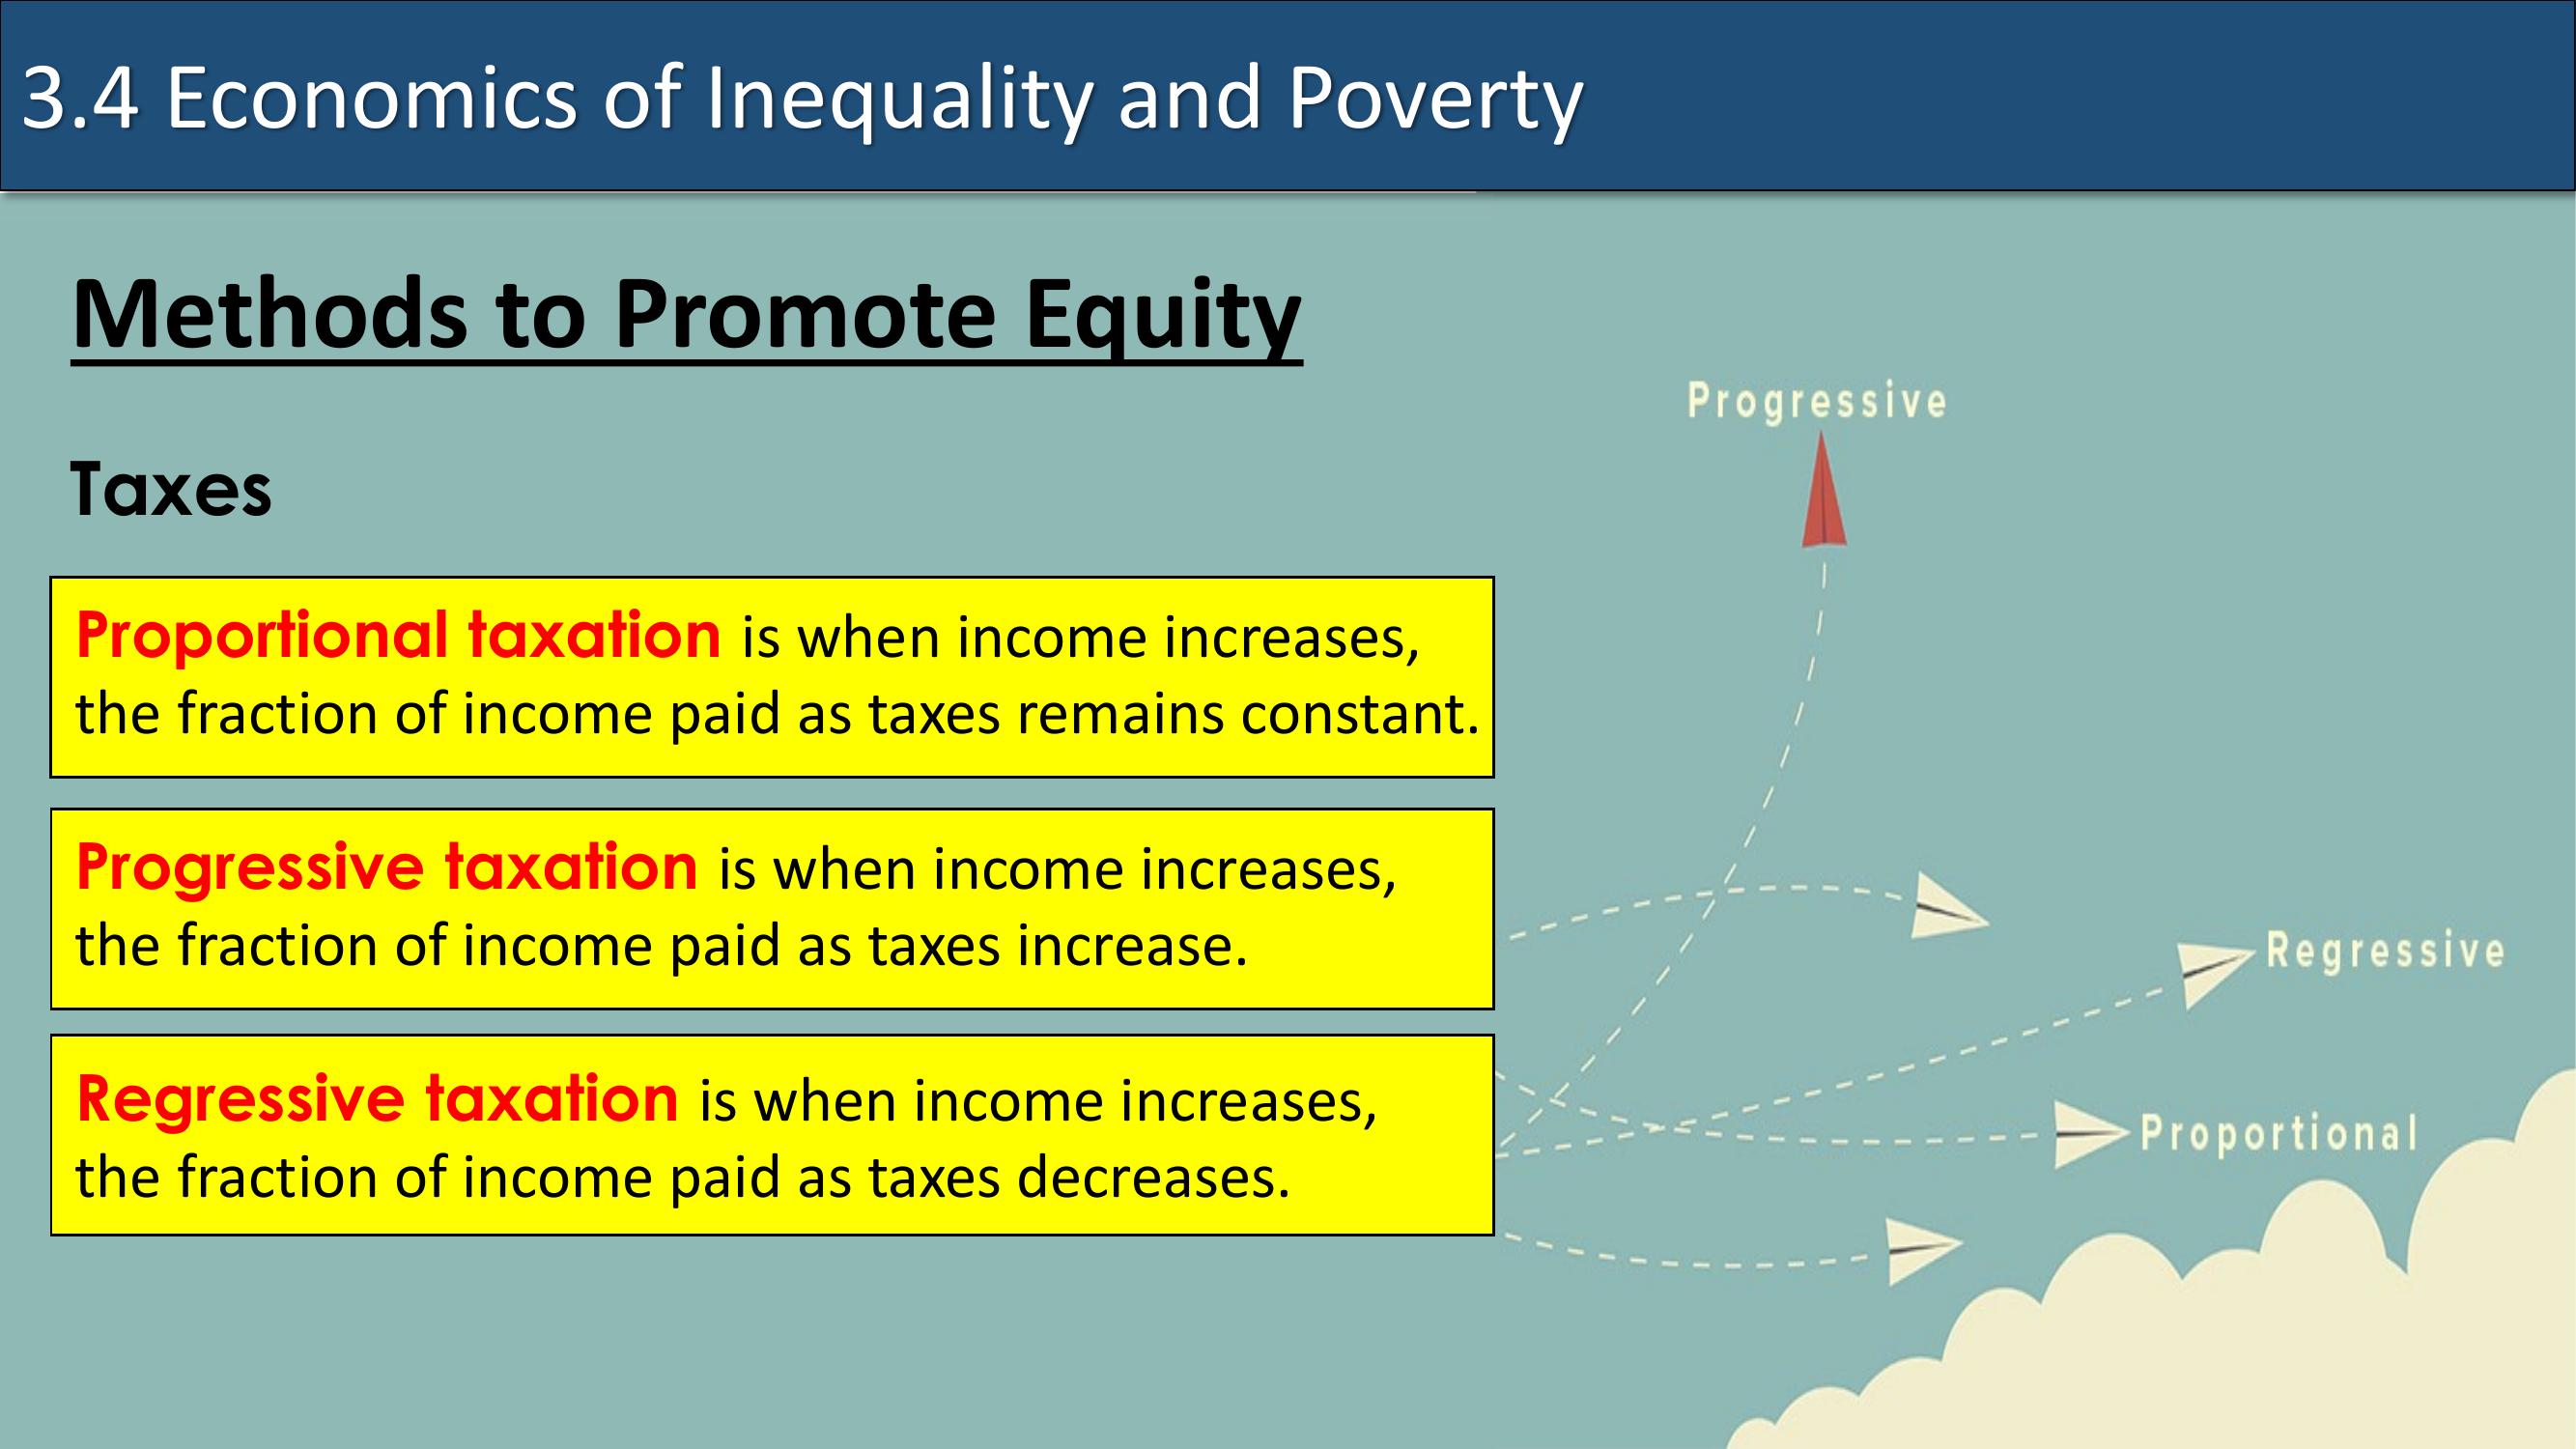 3.4 Economics of Inequality and Poverty
Methods to Promote Equity
Taxes
Proportional taxation is when income increases,
the fraction of income paid as taxes remains constant.
Progressive taxation is when income increases,
the fraction of income paid as taxes increase.
Regressive taxation is when income increases,
the fraction of income paid as taxes decreases.
Progressive
Regressive
Proportional